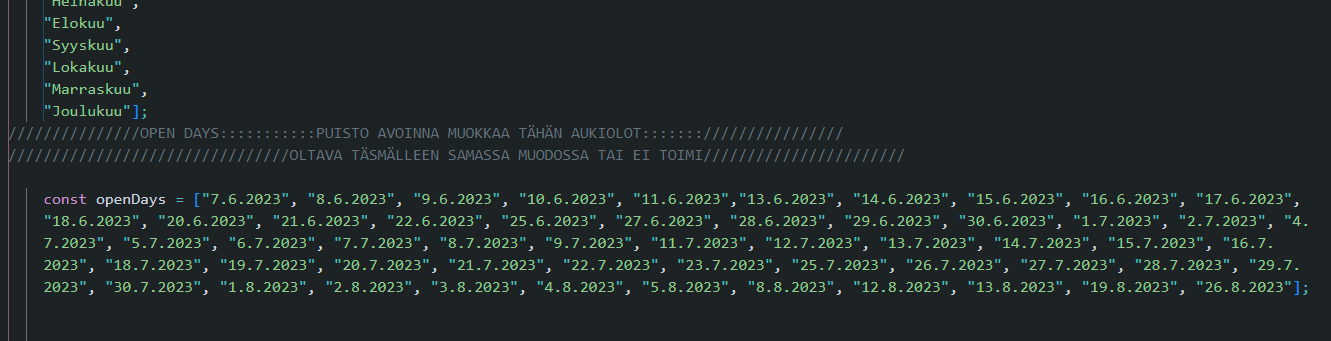 "Heinäkuu",
"Elokuu",
"Syyskuu",
"Lokakuu",
"Marraskuu",
"Joulukuu"];
///////////////OPEN DAYS:::::::::::PUISTO AVOINNA MUOKKAA TÄHÄN AUKIOLOT:::::::////////////////
////////////////////////////////OLTAVA TÄSMÄLLEEN SAMASSA MUODOSSA TAI EI TOIMI///////////////////////
const openDays = ["7.6.2023", "8.6.2023", "9.6.2023", "10.6.2023", "11.6.2023","13.6.2023", "14.6.2023", "15.6.2023", "16.6.2023", "17.6.2023",
"18.6.2023", "20.6.2023", "21.6.2023", "22.6.2023", "25.6.2023", "27.6.2023", "28.6.2023", "29.6.2023", "30.6.2023", "1.7.2023", "2.7.2023", "4.
7.2023", "5.7.2023", "6.7.2023", "7.7.2023", "8.7.2023", "9.7.2023", "11.7.2023", "12.7.2023", "13.7.2023", "14.7.2023", "15.7.2023", "16.7.
2023", "18.7.2023", "19.7.2023", "20.7.2023", "21.7.2023", "22.7.2023", "23.7.2023", "25.7.2023", "26.7.2023", "27.7.2023", "28.7.2023", "29.7.
2023", "30.7.2023", "1.8.2023", "2.8.2023", "3.8.2023", "4.8.2023", "5.8.2023", "8.8.2023", "12.8.2023", "13.8.2023", "19.8.2023", "26.8.2023"];